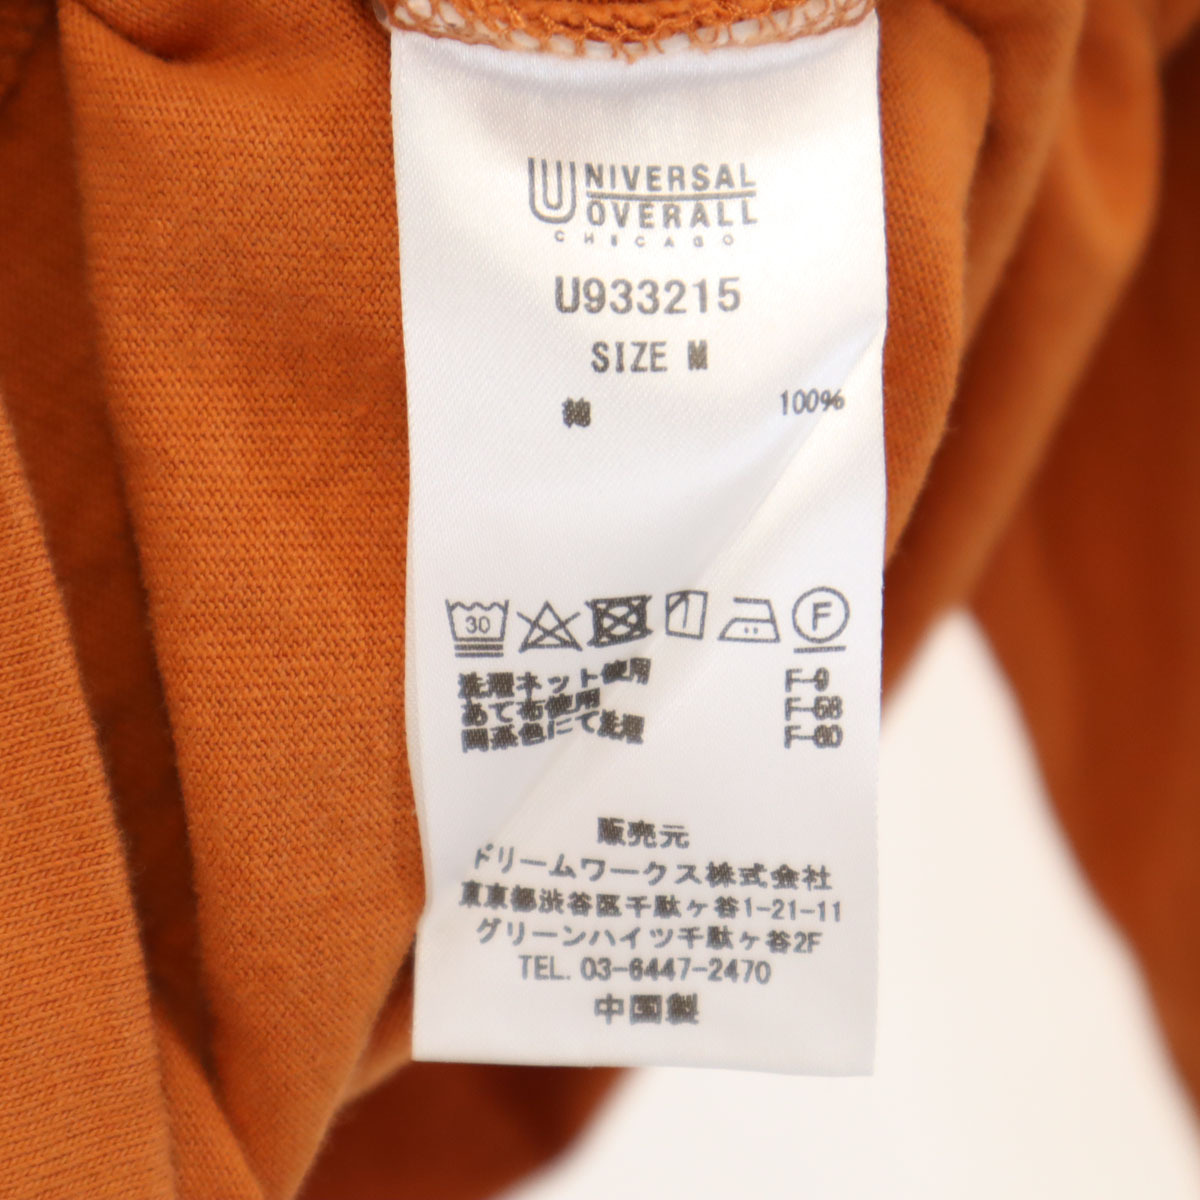 UNIVERSAL
OVERALL
CHICAGO
U933215
SIZE M
綿 100%
30 F
洗濯ネット使用 F-9
あて布使用 F-58
同系色にて洗濯 F-60
販売元
ドリームワークス株式会社
東京都渋谷区千駄ヶ谷1-21-11
グリーンハイツ千駄ヶ谷2F
TEL. 03-6447-2470
中国製